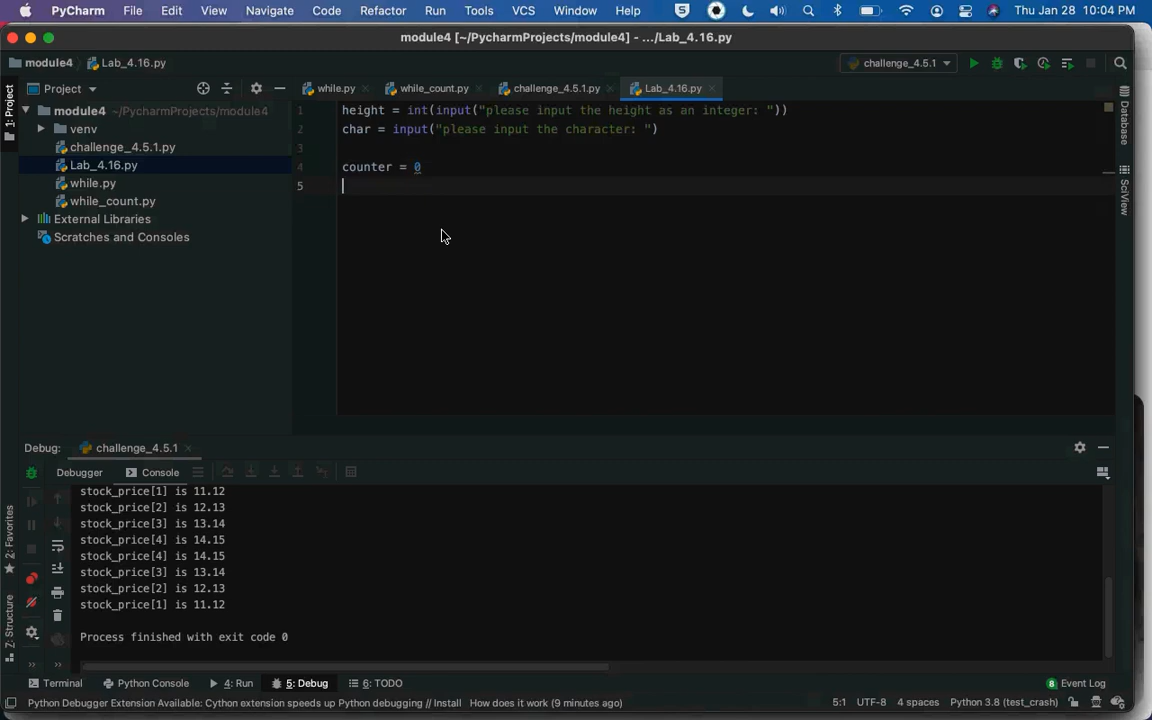 PyCharm File Edit View Navigate Code Refactor Run Tools VCS Window Help Thu Jan 28 10:04 PM
module4 [~/PycharmProjects/module4] - .../Lab_4.16.py
module4 Lab_4.16.py challenge_4.5.1
1: Project
Project
while.py while_count.py challenge_4.5.1.py Lab_4.16.py
module4 ~/PycharmProjects/module4
venv
challenge_4.5.1.py
Lab_4.16.py
while.py
while_count.py
External Libraries
Scratches and Consoles
1 height = int(input("please input the height as an integer: "))
2 char = input("please input the character: ")
3
4 counter = 0
5
Database
SciView
Debug: challenge_4.5.1
Debugger Console
stock_price[1] is 11.12
stock_price[2] is 12.13
stock_price[3] is 13.14
stock_price[4] is 14.15
stock_price[4] is 14.15
stock_price[3] is 13.14
stock_price[2] is 12.13
stock_price[1] is 11.12
Process finished with exit code 0
2: Favorites
Z: Structure
Terminal Python Console 4: Run 5: Debug 6: TODO 8 Event Log
Python Debugger Extension Available: Cython extension speeds up Python debugging // Install How does it work (9 minutes ago) 5:1 UTF-8 4 spaces Python 3.8 (test_crash)